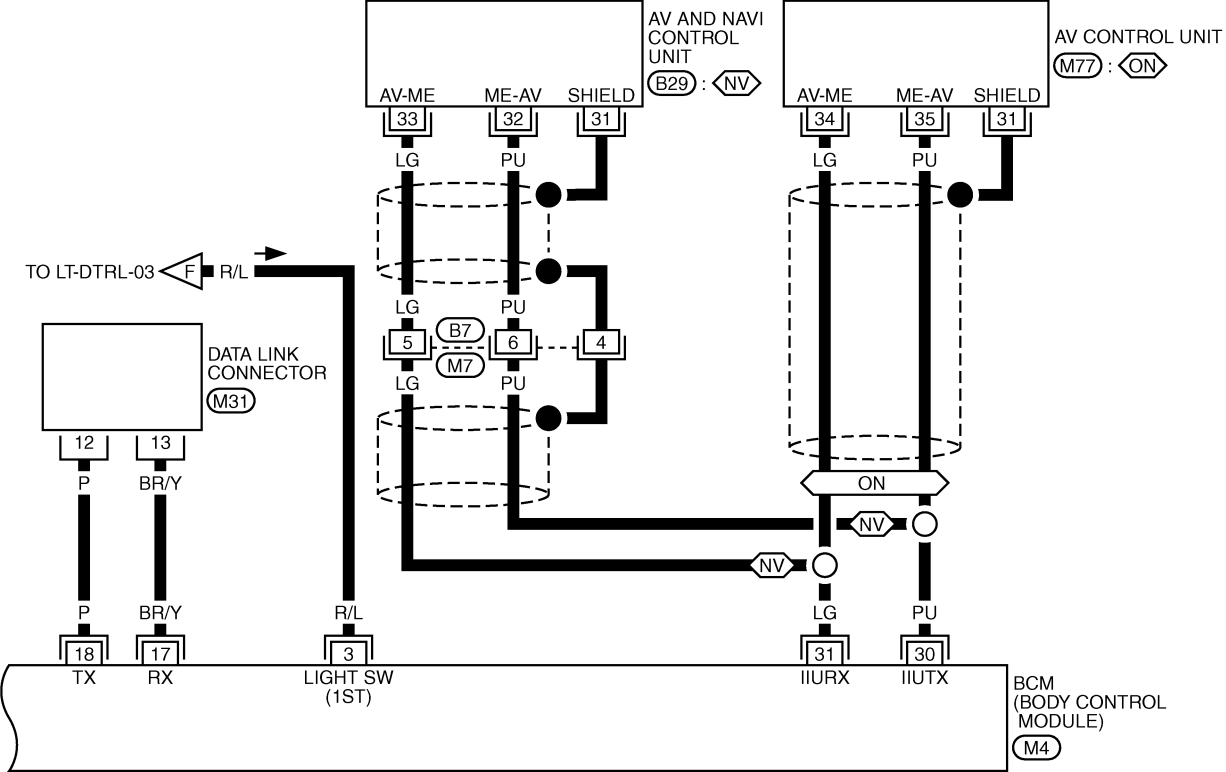 AV AND NAVI
CONTROL
UNIT
B29 : NV
AV CONTROL UNIT
M77 : ON
AV-ME ME-AV SHIELD
AV-ME ME-AV SHIELD
33 32 31
34 35 31
LG PU
LG PU
TO LT-DTRL-03 F R/L
LG PU
B7
5 6 4
M7
LG PU
DATA LINK
CONNECTOR
M31
12 13
P BR/Y
ON
NV
NV
P BR/Y R/L LG PU
18 17 3 31 30
TX RX LIGHT SW
(1ST)
IIURX IIUTX
BCM
(BODY CONTROL
MODULE)
M4